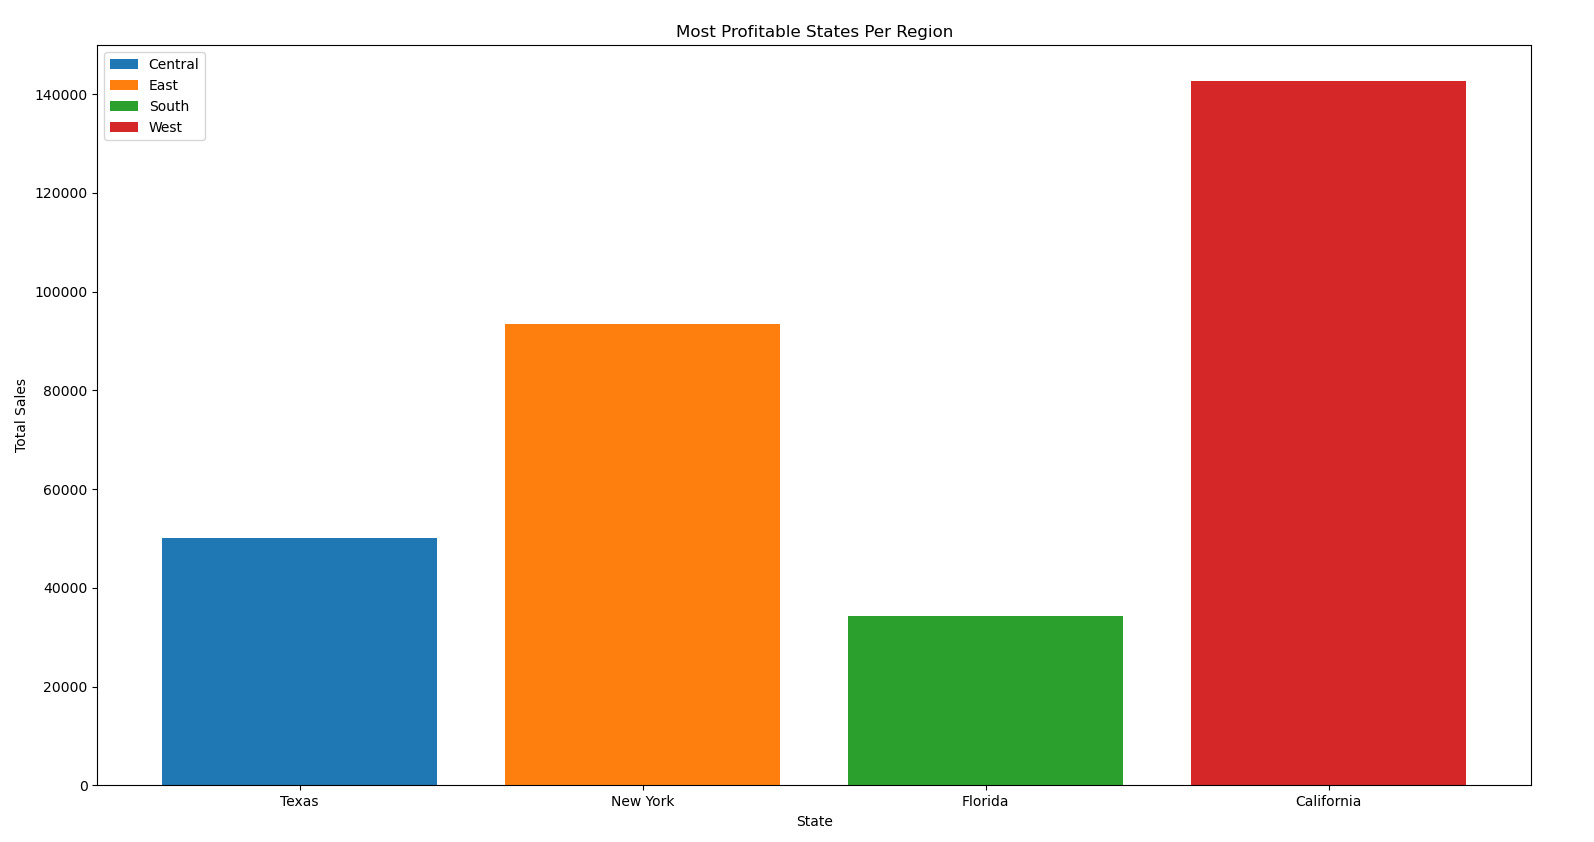 Most Profitable States Per Region
Central
East
South
West
Total Sales
140000
120000
100000
80000
60000
40000
20000
0
Texas New York Florida California
State